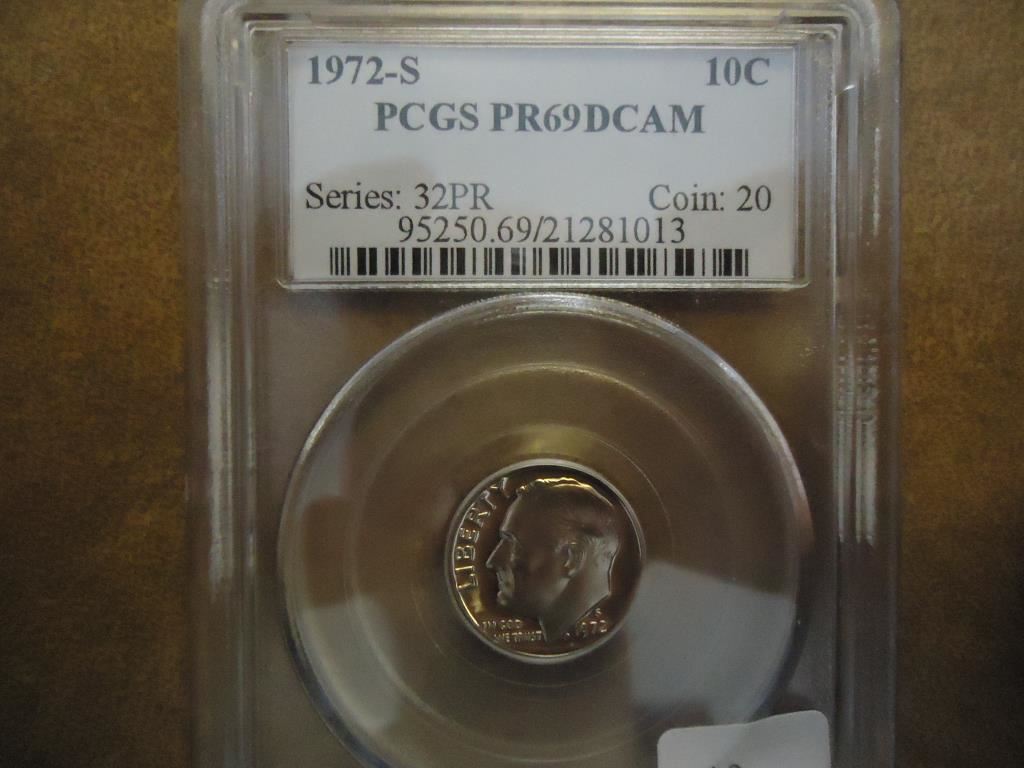 1972-S 10C
PCGS PR69DCAM
Series: 32PR Coin: 20
95250.69/21281013
LIBERTY
IN GOD
WE TRUST
S
1972